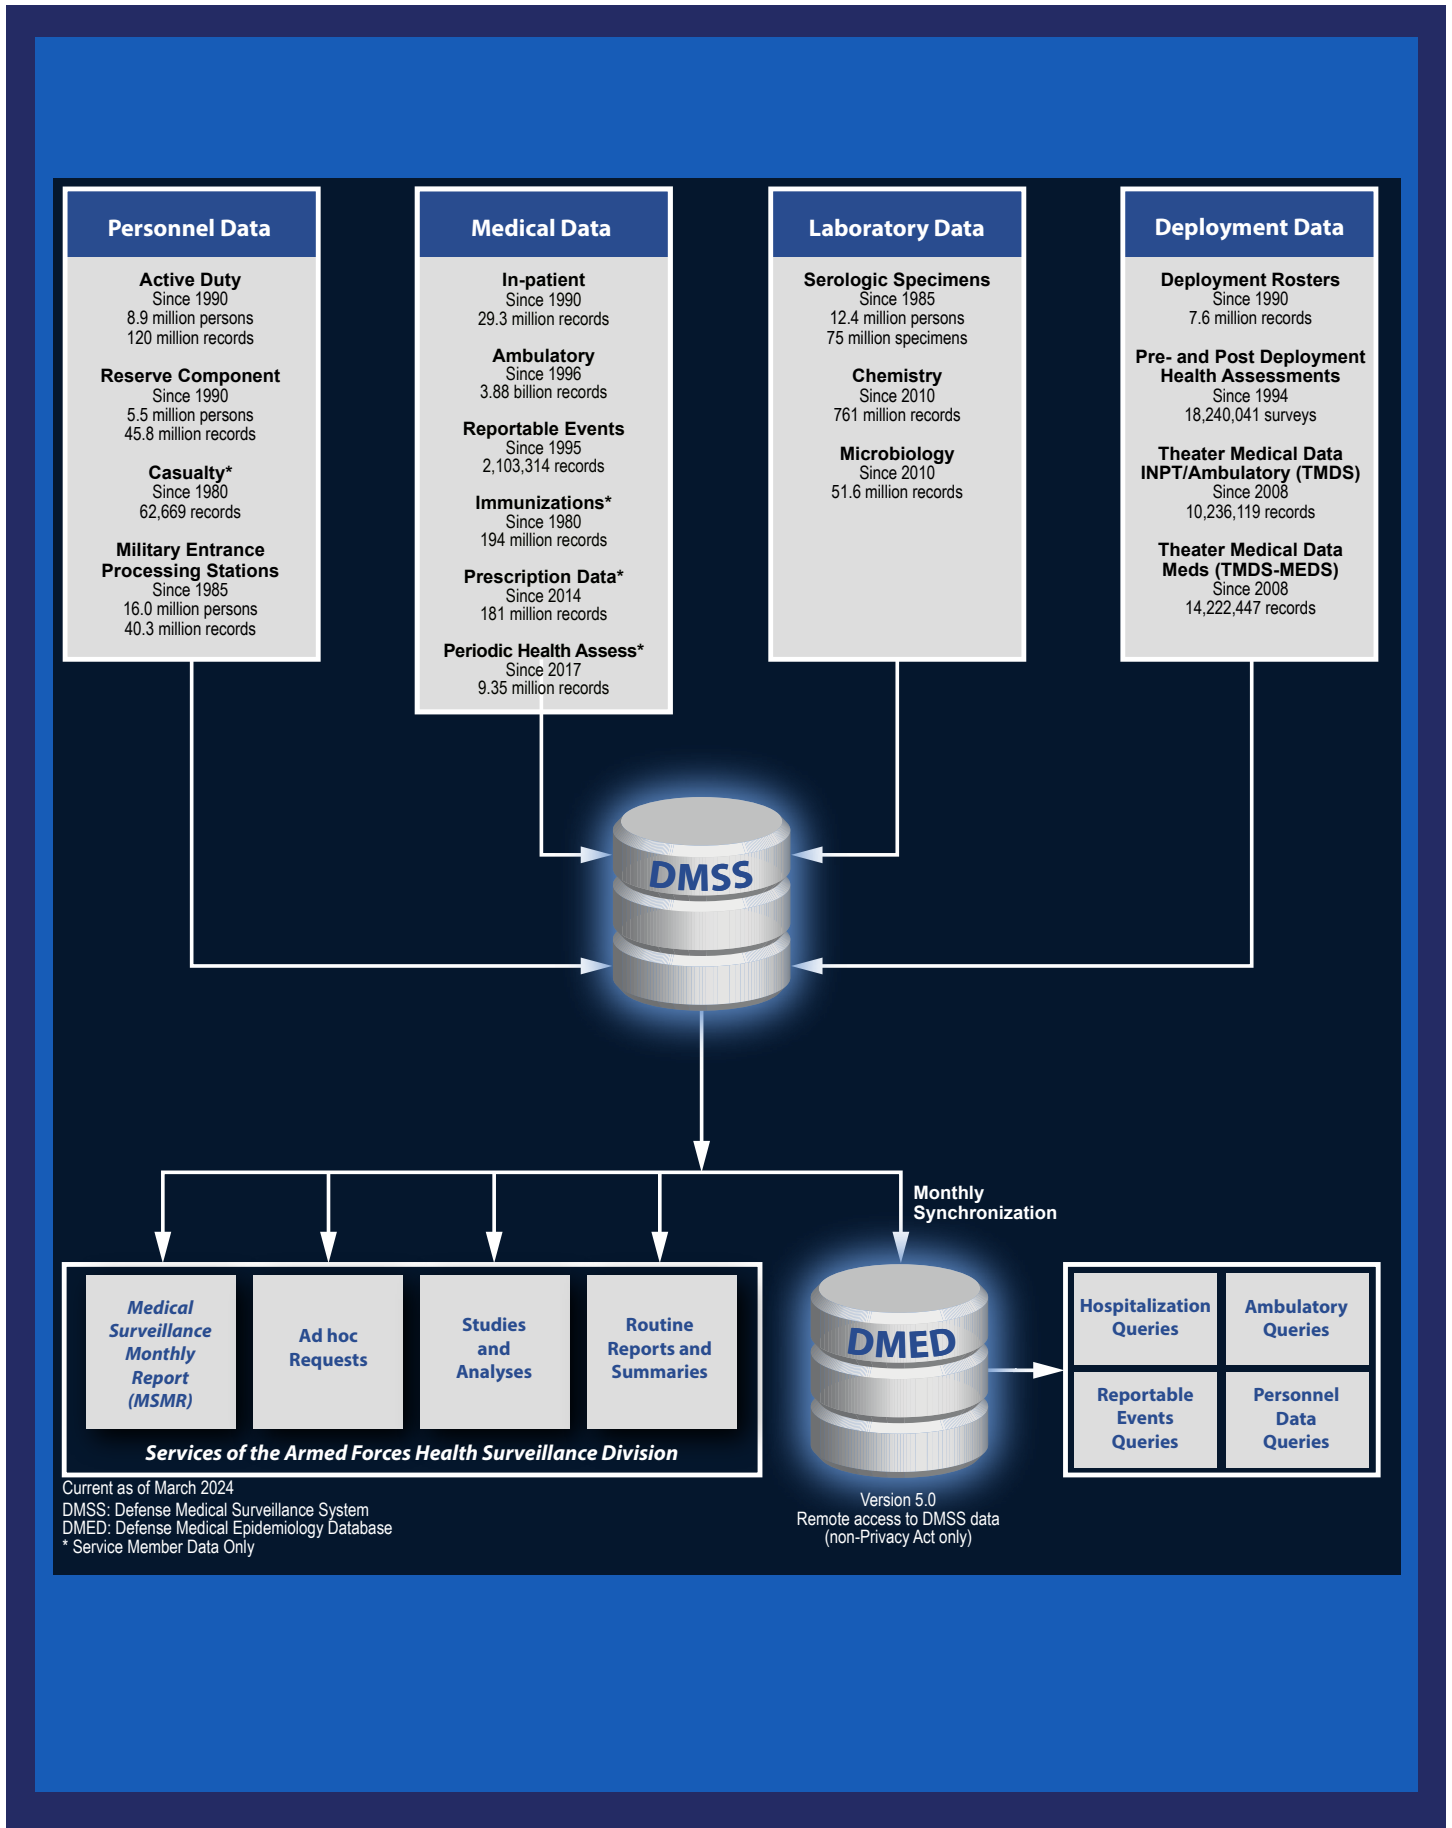 Personnel Data
Active Duty
Since 1990
8.9 million persons
120 million records
Reserve Component
Since 1990
5.5 million persons
45.8 million records
Casualty*
Since 1980
62,669 records
Military Entrance
Processing Stations
Since 1985
16.0 million persons
40.3 million records
Medical Data
In-patient
Since 1990
29.3 million records
Ambulatory
Since 1996
3.88 billion records
Reportable Events
Since 1995
2,103,314 records
Immunizations*
Since 1980
194 million records
Prescription Data*
Since 2014
181 million records
Periodic Health Assess*
Since 2017
9.35 million records
Laboratory Data
Serologic Specimens
Since 1985
12.4 million persons
75 million specimens
Chemistry
Since 2010
761 million records
Microbiology
Since 2010
51.6 million records
Deployment Data
Deployment Rosters
Since 1990
7.6 million records
Pre- and Post Deployment
Health Assessments
Since 1994
18,240,041 surveys
Theater Medical Data
INPT/Ambulatory (TMDS)
Since 2008
10,236,119 records
Theater Medical Data
Meds (TMDS-MEDS)
Since 2008
14,222,447 records
DMSS
Monthly
Synchronization
Medical
Surveillance
Monthly
Report
(MSMR)
Ad hoc
Requests
Studies
and
Analyses
Routine
Reports and
Summaries
Services of the Armed Forces Health Surveillance Division
DMED
Version 5.0
Remote access to DMSS data
(non-Privacy Act only)
Hospitalization
Queries
Ambulatory
Queries
Reportable
Events
Queries
Personnel
Data
Queries
Current as of March 2024
DMSS: Defense Medical Surveillance System
DMED: Defense Medical Epidemiology Database
* Service Member Data Only